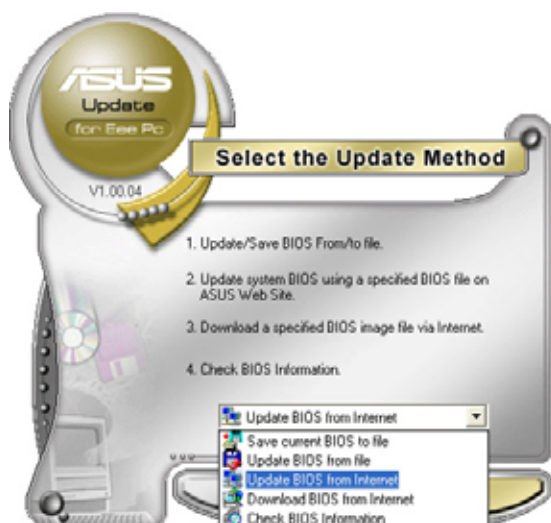 ASUS
Update
for Eee Pc
V1.00.04
Select the Update Method
1. Update/Save BIOS From/to file.
2. Update system BIOS using a specified BIOS file on
ASUS Web Site.
3. Download a specified BIOS image file via Internet.
4. Check BIOS Information.
Update BIOS from Internet
Save current BIOS to file
Update BIOS from file
Update BIOS from Internet
Download BIOS from Internet
Check BIOS Information